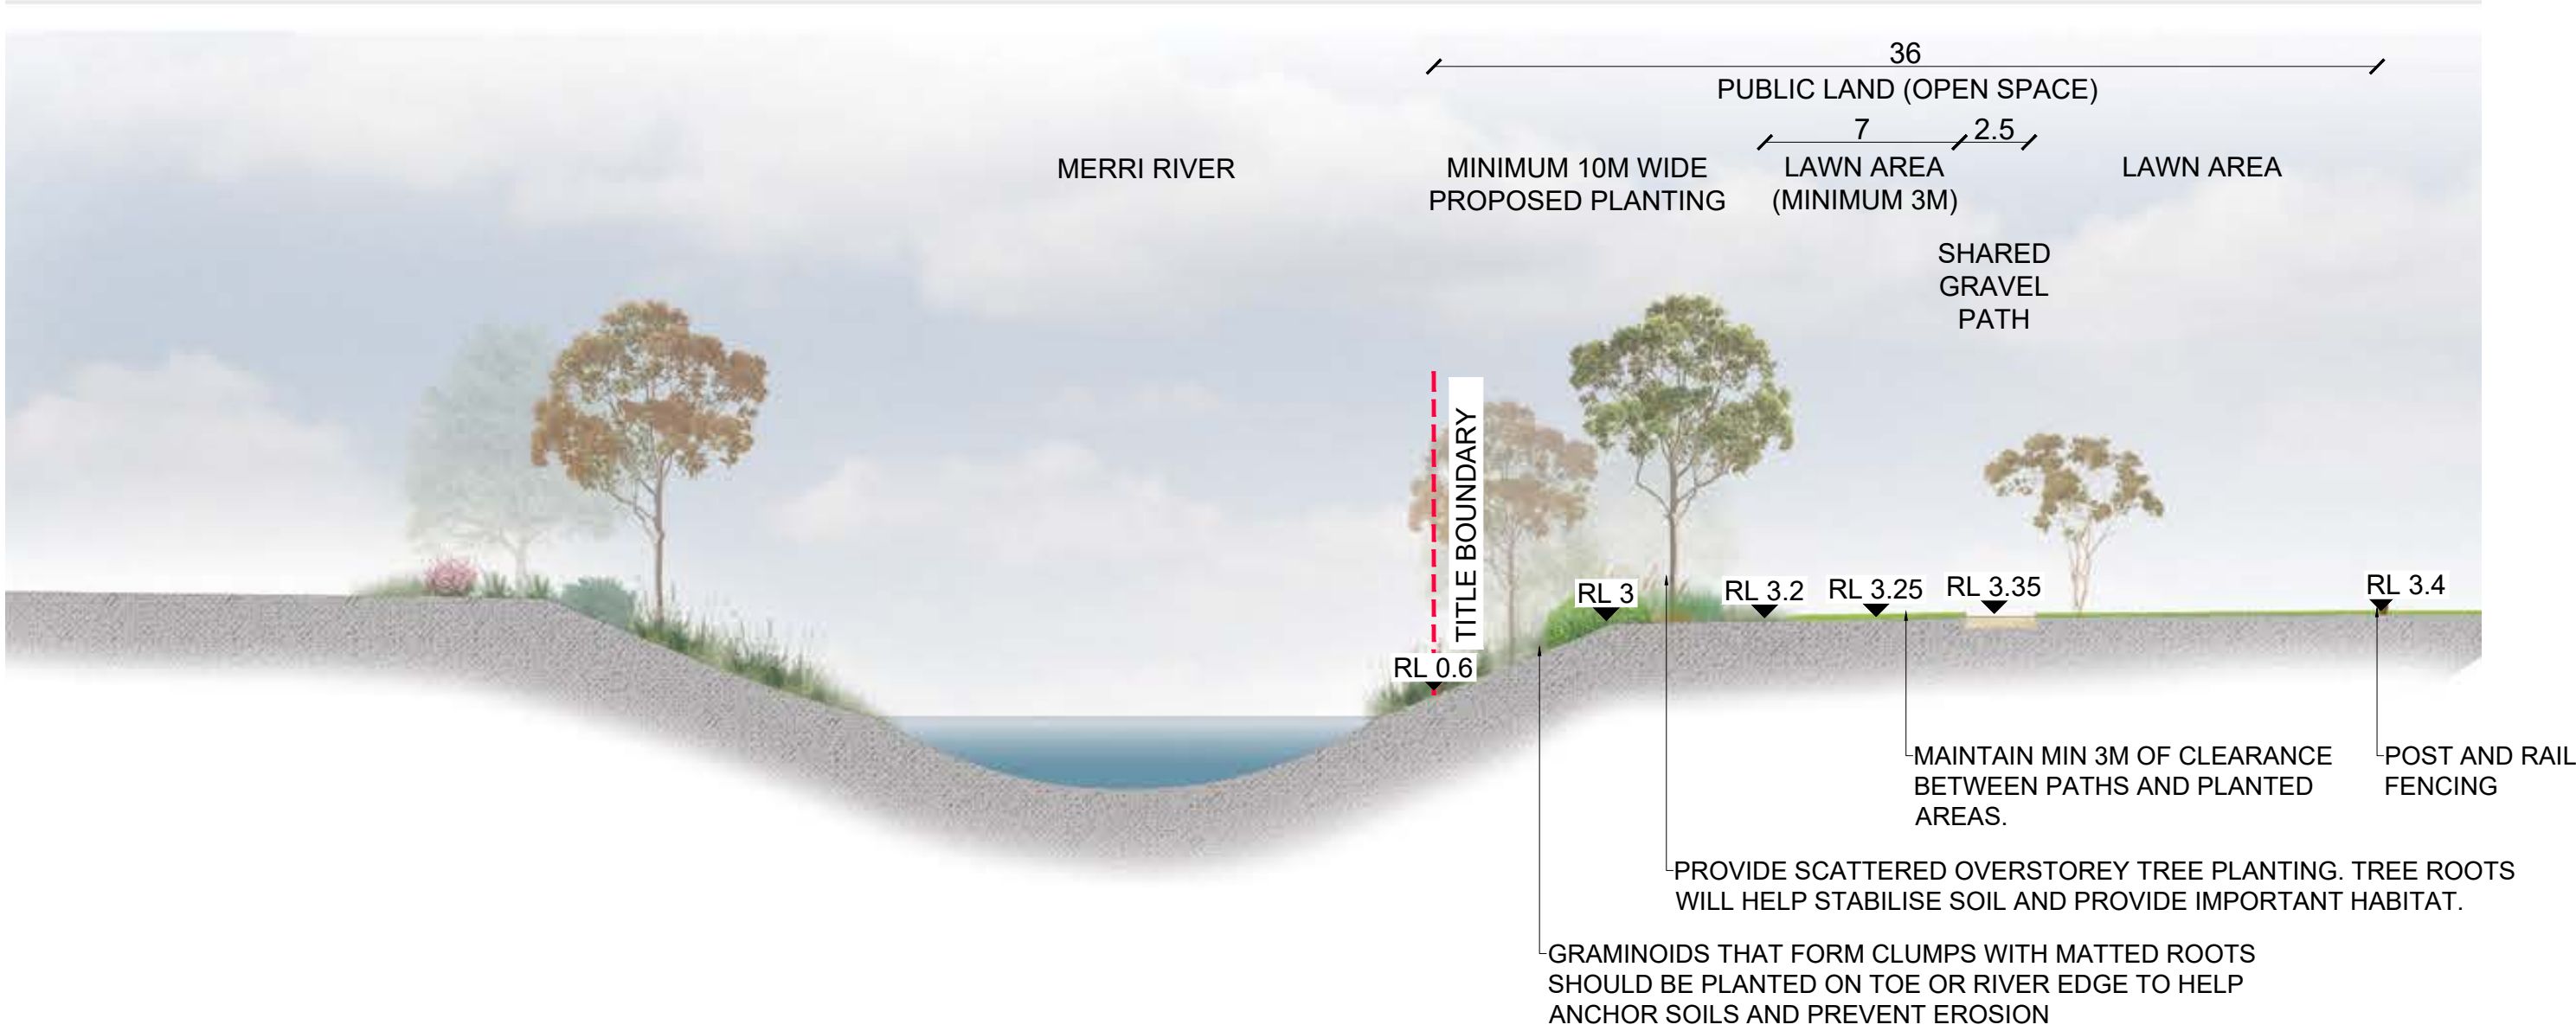 36
PUBLIC LAND (OPEN SPACE)
7
2.5
MERRI RIVER
MINIMUM 10M WIDE
PROPOSED PLANTING
LAWN AREA
(MINIMUM 3M)
LAWN AREA
SHARED
GRAVEL
PATH
TITLE BOUNDARY
RL 0.6
RL 3
RL 3.2
RL 3.25
RL 3.35
RL 3.4
MAINTAIN MIN 3M OF CLEARANCE
BETWEEN PATHS AND PLANTED
AREAS.
POST AND RAIL
FENCING
PROVIDE SCATTERED OVERSTOREY TREE PLANTING. TREE ROOTS
WILL HELP STABILISE SOIL AND PROVIDE IMPORTANT HABITAT.
GRAMINOIDS THAT FORM CLUMPS WITH MATTED ROOTS
SHOULD BE PLANTED ON TOE OR RIVER EDGE TO HELP
ANCHOR SOILS AND PREVENT EROSION